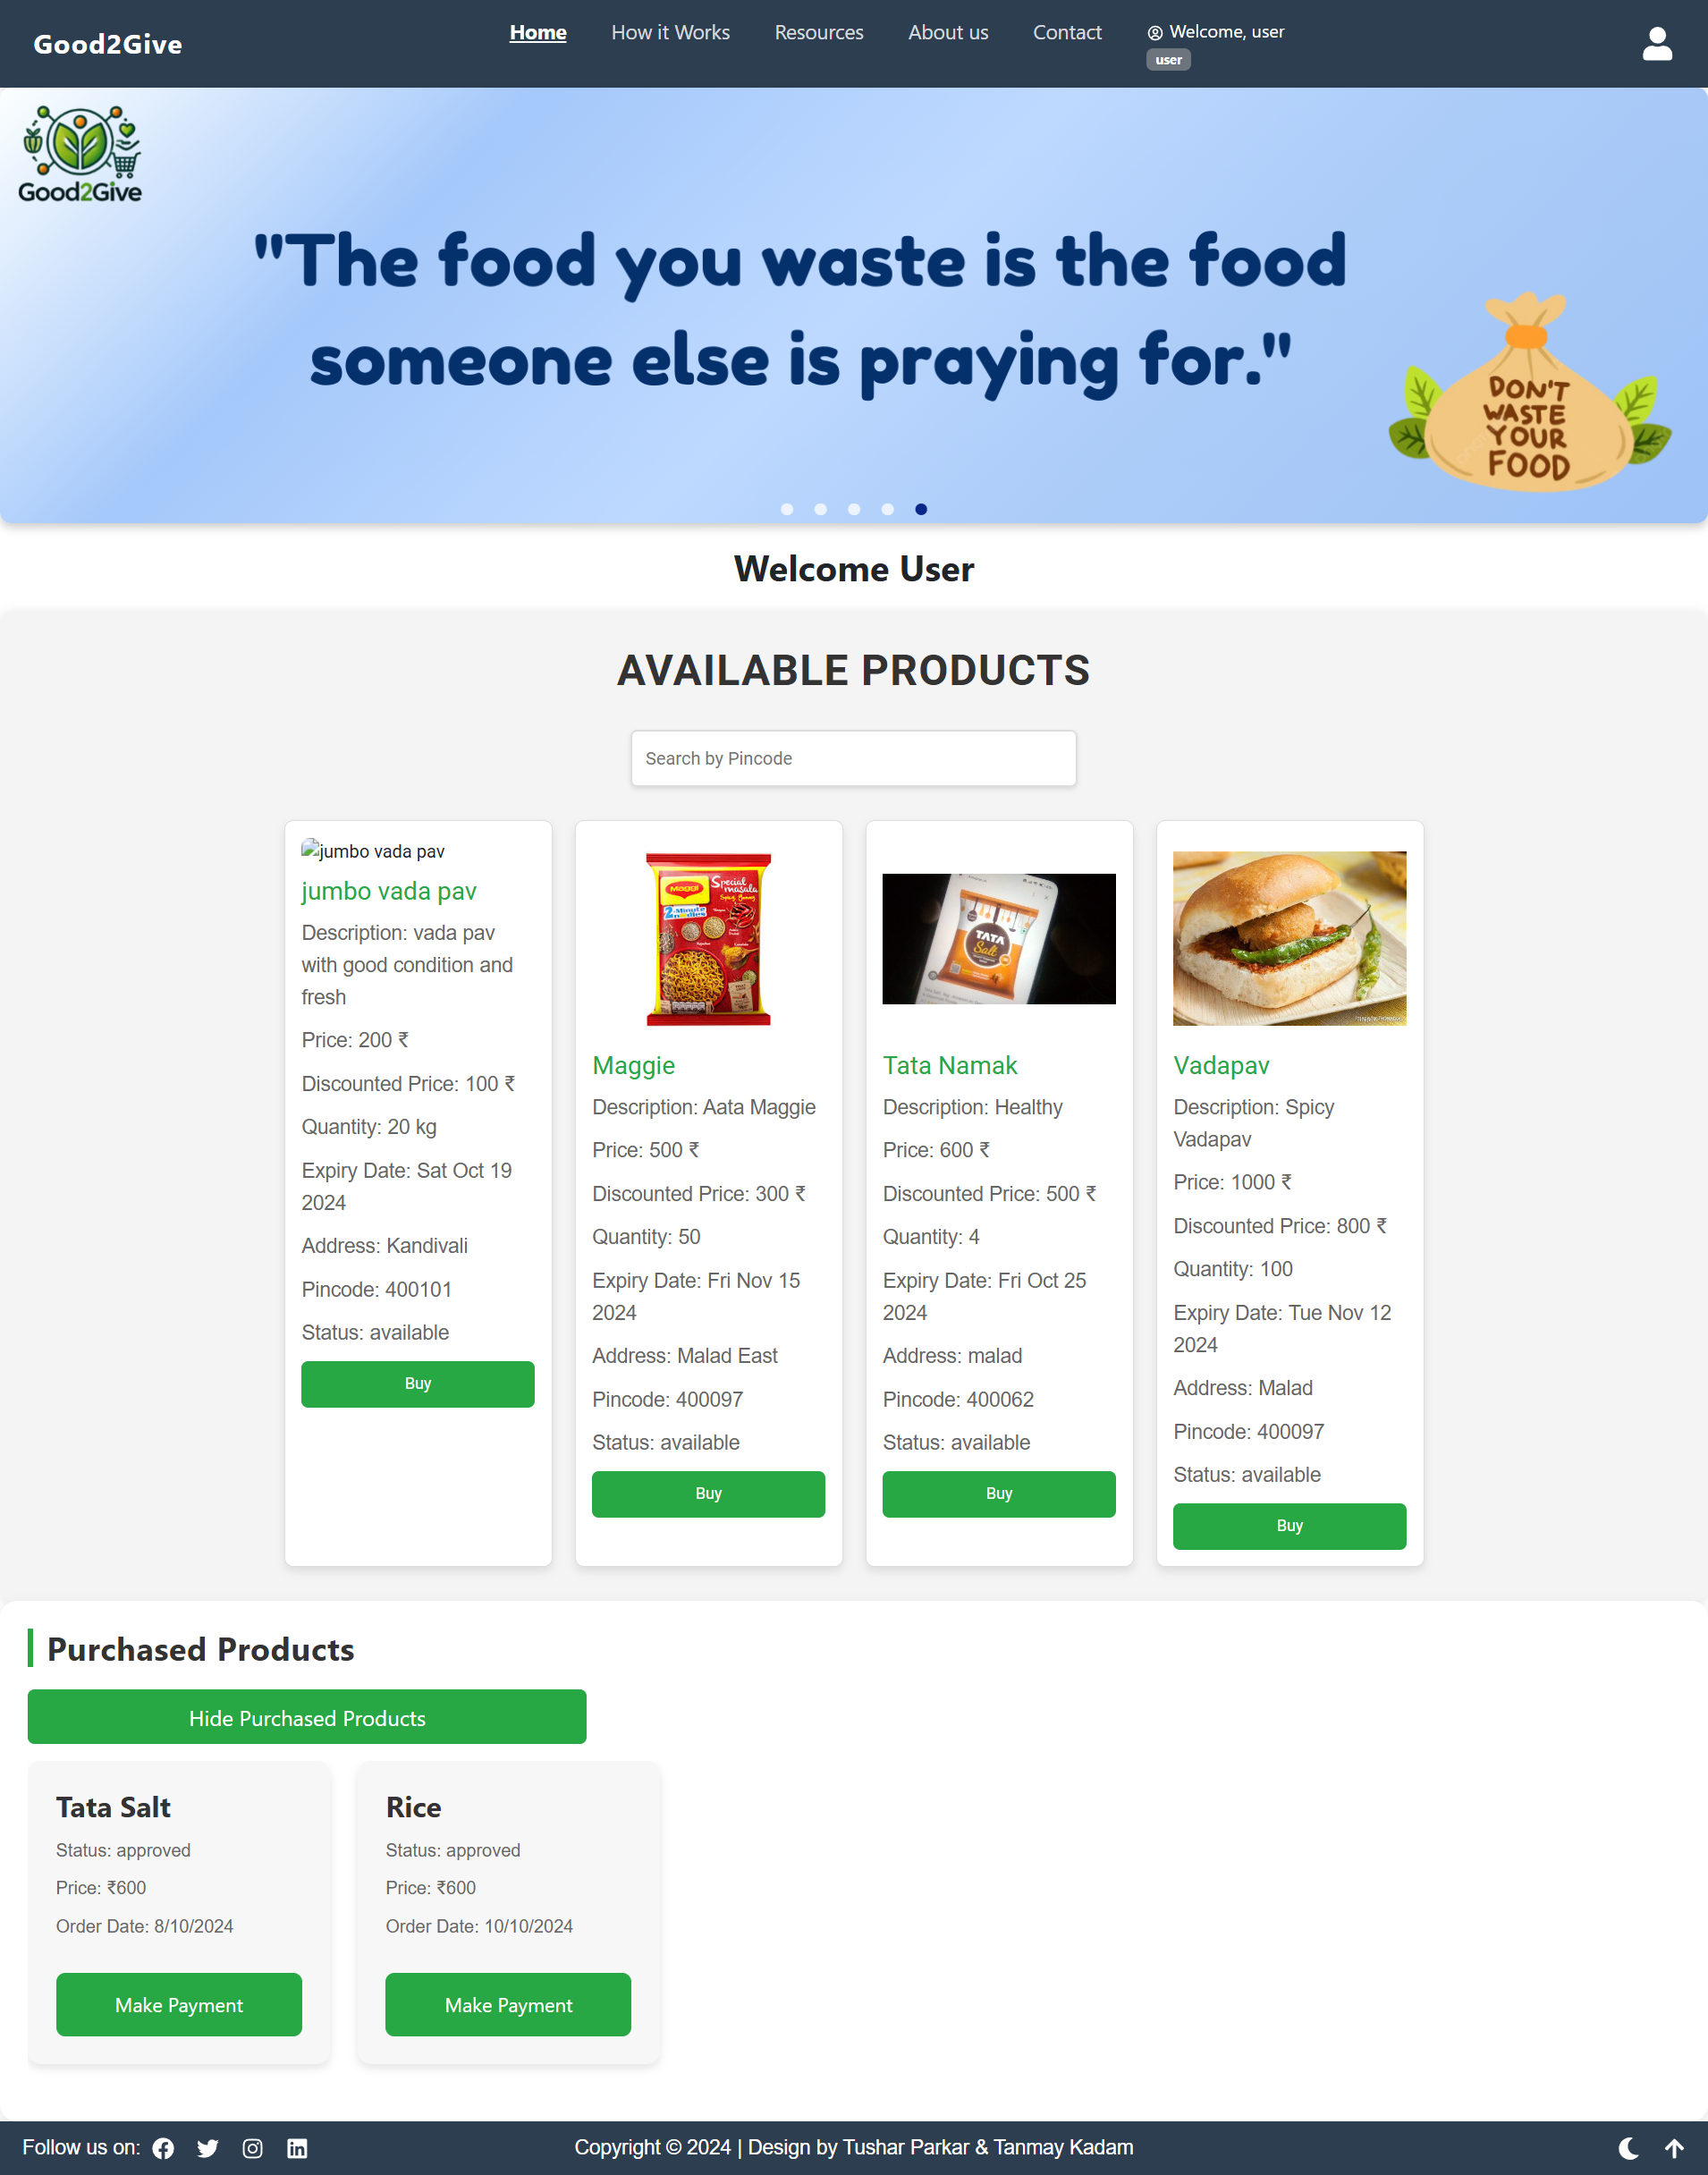 Good2Give
Home
How it Works
Resources
About us
Contact
Welcome, user
user
Good2Give
"The food you waste is the food
someone else is praying for."
DON'T
WASTE
YOUR
FOOD
Welcome User
AVAILABLE PRODUCTS
Search by Pincode
jumbo vada pav
jumbo vada pav
Description: vada pav
with good condition and
fresh
Price: 200 ₹
Discounted Price: 100 ₹
Quantity: 20 kg
Expiry Date: Sat Oct 19
2024
Address: Kandivali
Pincode: 400101
Status: available
Buy
Maggi
Special
masala
2-Minute
noodles
Maggie
Description: Aata Maggie
Price: 500 ₹
Discounted Price: 300 ₹
Quantity: 50
Expiry Date: Fri Nov 15
2024
Address: Malad East
Pincode: 400097
Status: available
Buy
TATA
Salt
Tata Namak
Description: Healthy
Price: 600 ₹
Discounted Price: 500 ₹
Quantity: 4
Expiry Date: Fri Oct 25
2024
Address: malad
Pincode: 400062
Status: available
Buy
Vadapav
Description: Spicy
Vadapav
Price: 1000 ₹
Discounted Price: 800 ₹
Quantity: 100
Expiry Date: Tue Nov 12
2024
Address: Malad
Pincode: 400097
Status: available
Buy
Purchased Products
Hide Purchased Products
Tata Salt
Status: approved
Price: ₹600
Order Date: 8/10/2024
Make Payment
Rice
Status: approved
Price: ₹600
Order Date: 10/10/2024
Make Payment
Follow us on:
Copyright © 2024 | Design by Tushar Parkar & Tanmay Kadam